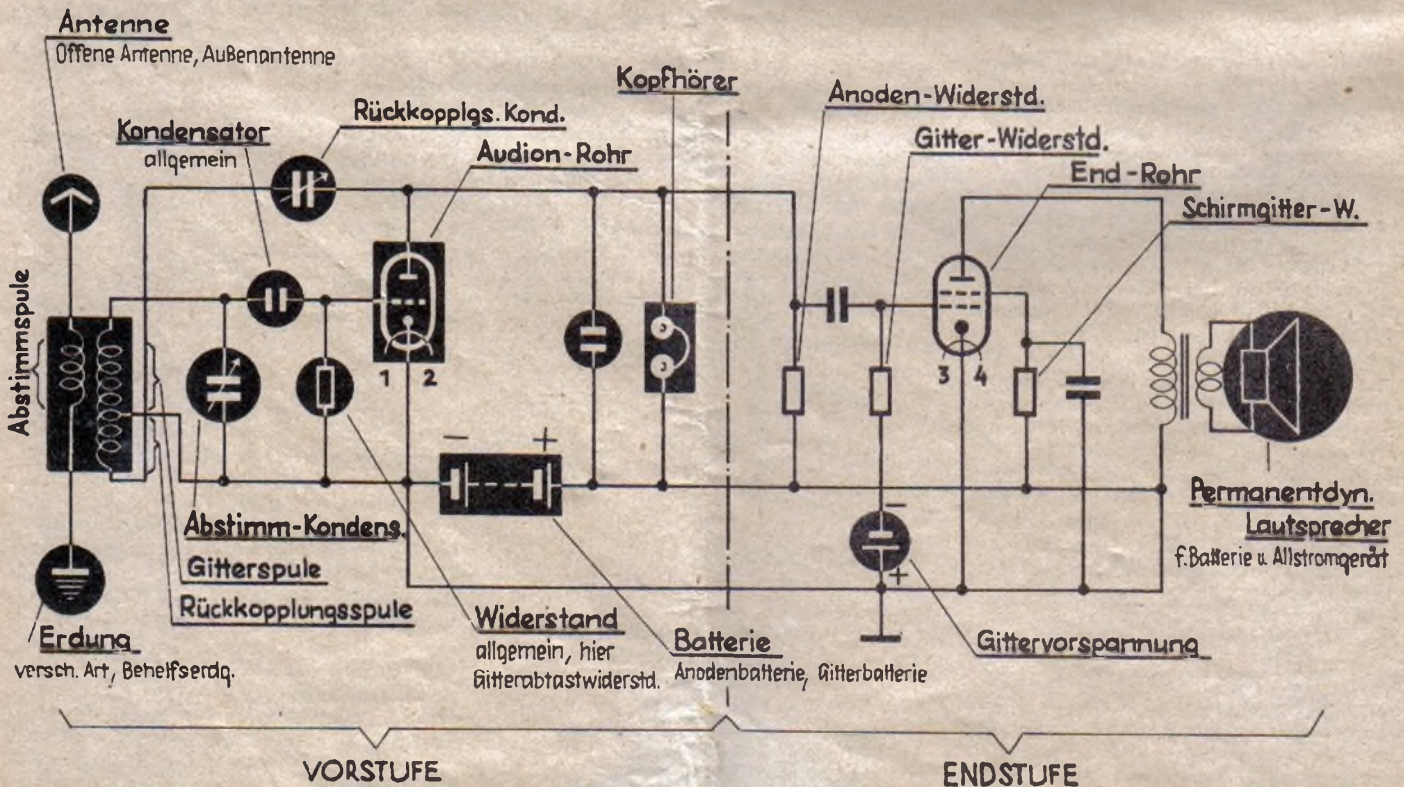 Antenne
Offene Antenne, Außenantenne
Kondensator
allgemein
Rückkopplgs. Kond.
Audion-Rohr
Kopfhörer
Anoden-Widerstd.
Gitter-Widerstd.
End-Rohr
Schirmgitter-W.
Abstimmspule
1 2
3 4
- +
-
+
Abstimm-Kondens.
Gitterspule
Rückkopplungsspule
Erdung
versch. Art, Behelfserdg.
Widerstand
allgemein, hier
Gitterabtastwiderstd.
Batterie
Anodenbatterie, Gitterbatterie
Gittervorspannung
Permanentdyn.
Lautsprecher
f. Batterie u. Allstromgerät
VORSTUFE
ENDSTUFE